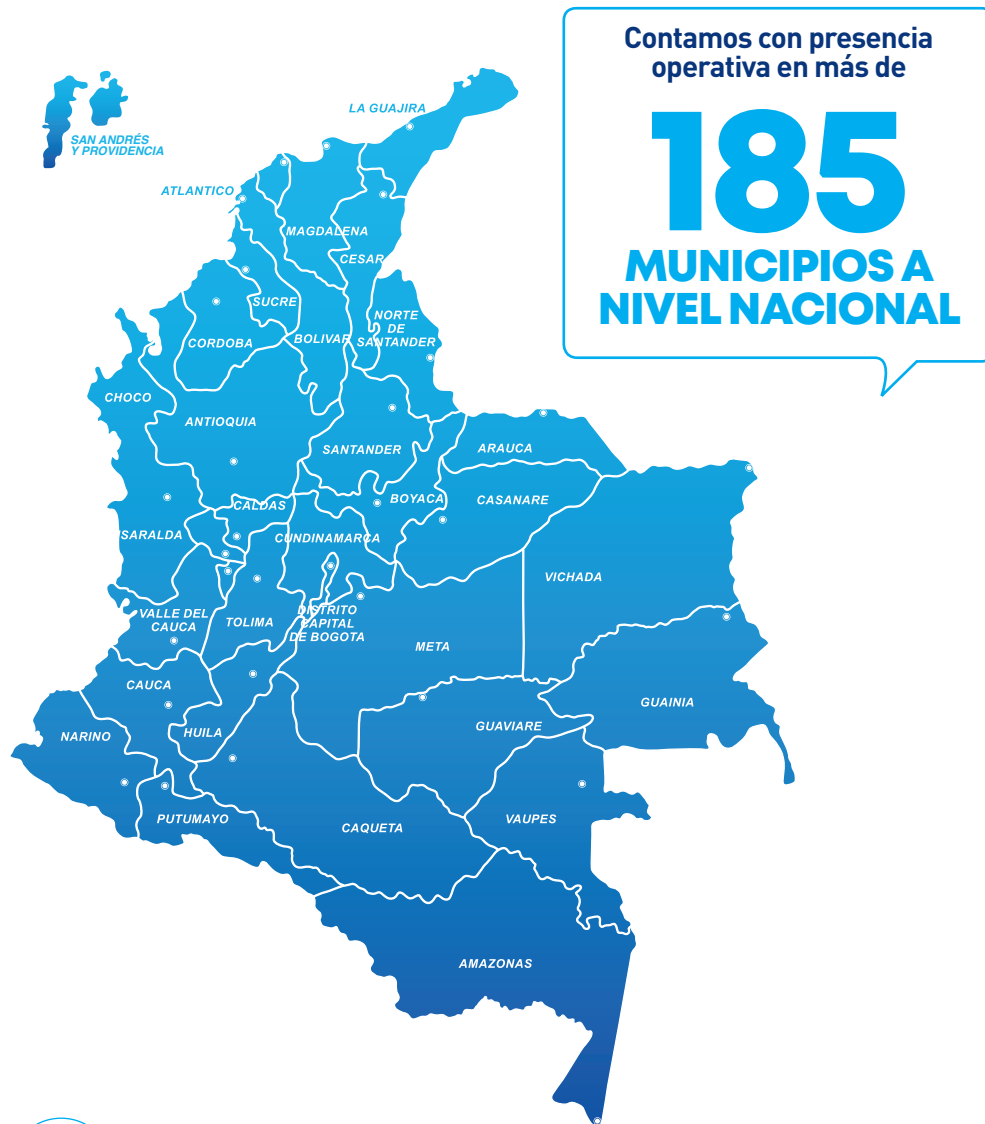 Contamos con presencia
operativa en más de
185
MUNICIPIOS A
NIVEL NACIONAL
LA GUAJIRA
SAN ANDRÉS
Y PROVIDENCIA
ATLANTICO
MAGDALENA
CESAR
SUCRE
NORTE
DE
SANTANDER
CORDOBA
BOLIVAR
CHOCO
ANTIOQUIA
SANTANDER
ARAUCA
BOYACA
CASANARE
CALDAS
ISARALDA
CUNDINAMARCA
VICHADA
VALLE DEL
CAUCA
TOLIMA
DISTRITO
CAPITAL
DE BOGOTA
META
CAUCA
GUAINIA
NARINO
HUILA
GUAVIARE
PUTUMAYO
CAQUETA
VAUPES
AMAZONAS